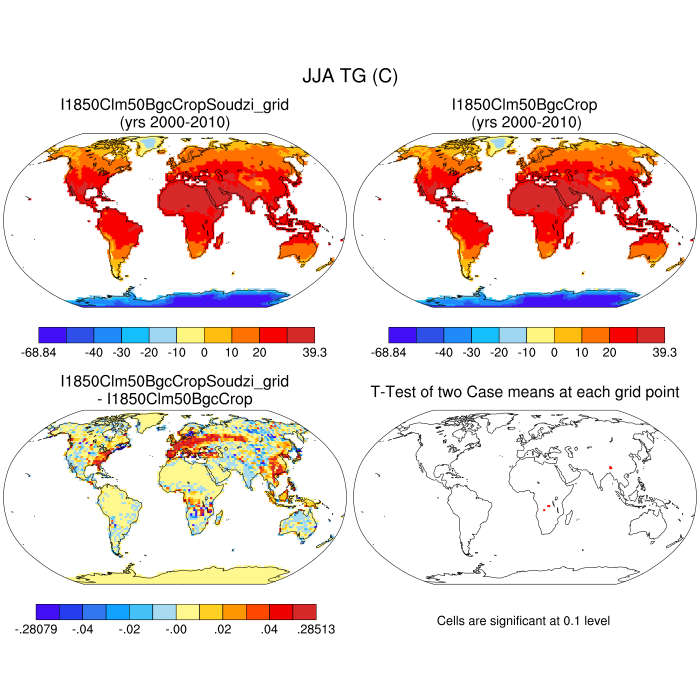 JJA TG (C)
I1850Clm50BgcCropSoudzi_grid
(yrs 2000-2010)
I1850Clm50BgcCrop
(yrs 2000-2010)
-68.84 -40 -30 -20 -10 0 10 20 39.3
-68.84 -40 -30 -20 -10 0 10 20 39.3
I1850Clm50BgcCropSoudzi_grid
- I1850Clm50BgcCrop
T-Test of two Case means at each grid point
-.28079 -.04 -.02 -.00 .02 .04 .28513
Cells are significant at 0.1 level